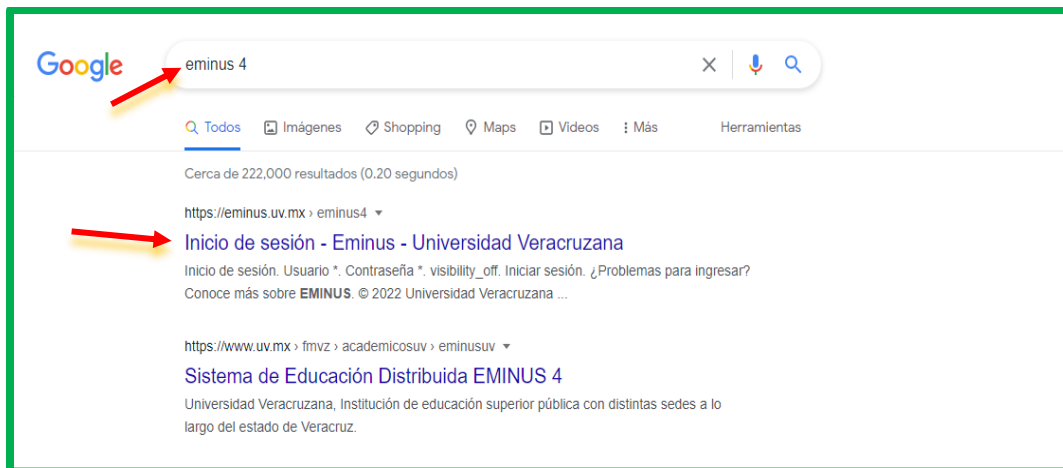 Google
eminus 4
Todos Imágenes Shopping Maps Videos Más Herramientas
Cerca de 222,000 resultados (0.20 segundos)
https://eminus.uv.mx › eminus4
Inicio de sesión - Eminus - Universidad Veracruzana
Inicio de sesión. Usuario *. Contraseña *. visibility_off. Iniciar sesión. ¿Problemas para ingresar?
Conoce más sobre EMINUS. © 2022 Universidad Veracruzana ...
https://www.uv.mx › fmvz › academicosuv › eminusuv
Sistema de Educación Distribuida EMINUS 4
Universidad Veracruzana, Institución de educación superior pública con distintas sedes a lo
largo del estado de Veracruz.